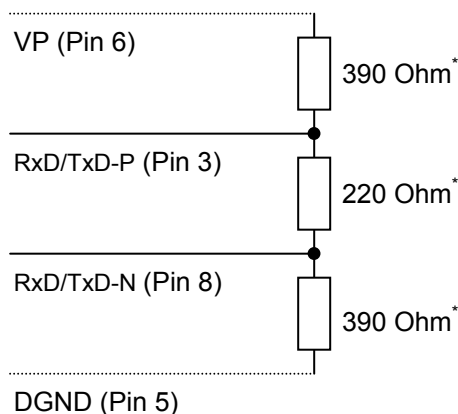 VP (Pin 6)
390 Ohm*
RxD/TxD-P (Pin 3)
220 Ohm*
RxD/TxD-N (Pin 8)
390 Ohm*
DGND (Pin 5)